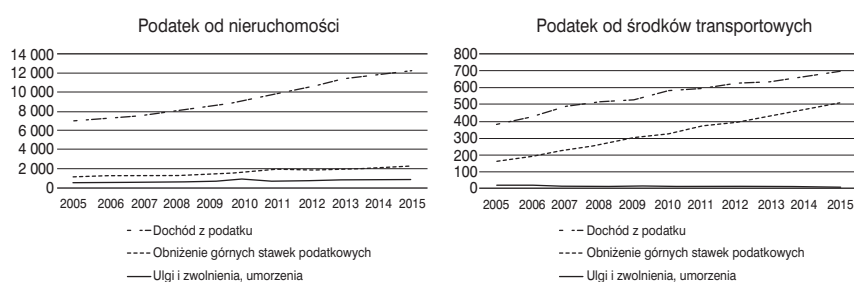 Podatek od nieruchomości
14 000
12 000
10 000
8 000
6 000
4 000
2 000
0
2005 2006 2007 2008 2009 2010 2011 2012 2013 2014 2015
Dochód z podatku
Obniżenie górnych stawek podatkowych
Ulgi i zwolnienia, umorzenia
Podatek od środków transportowych
800
700
600
500
400
300
200
100
0
2005 2006 2007 2008 2009 2010 2011 2012 2013 2014 2015
Dochód z podatku
Obniżenie górnych stawek podatkowych
Ulgi i zwolnienia, umorzenia